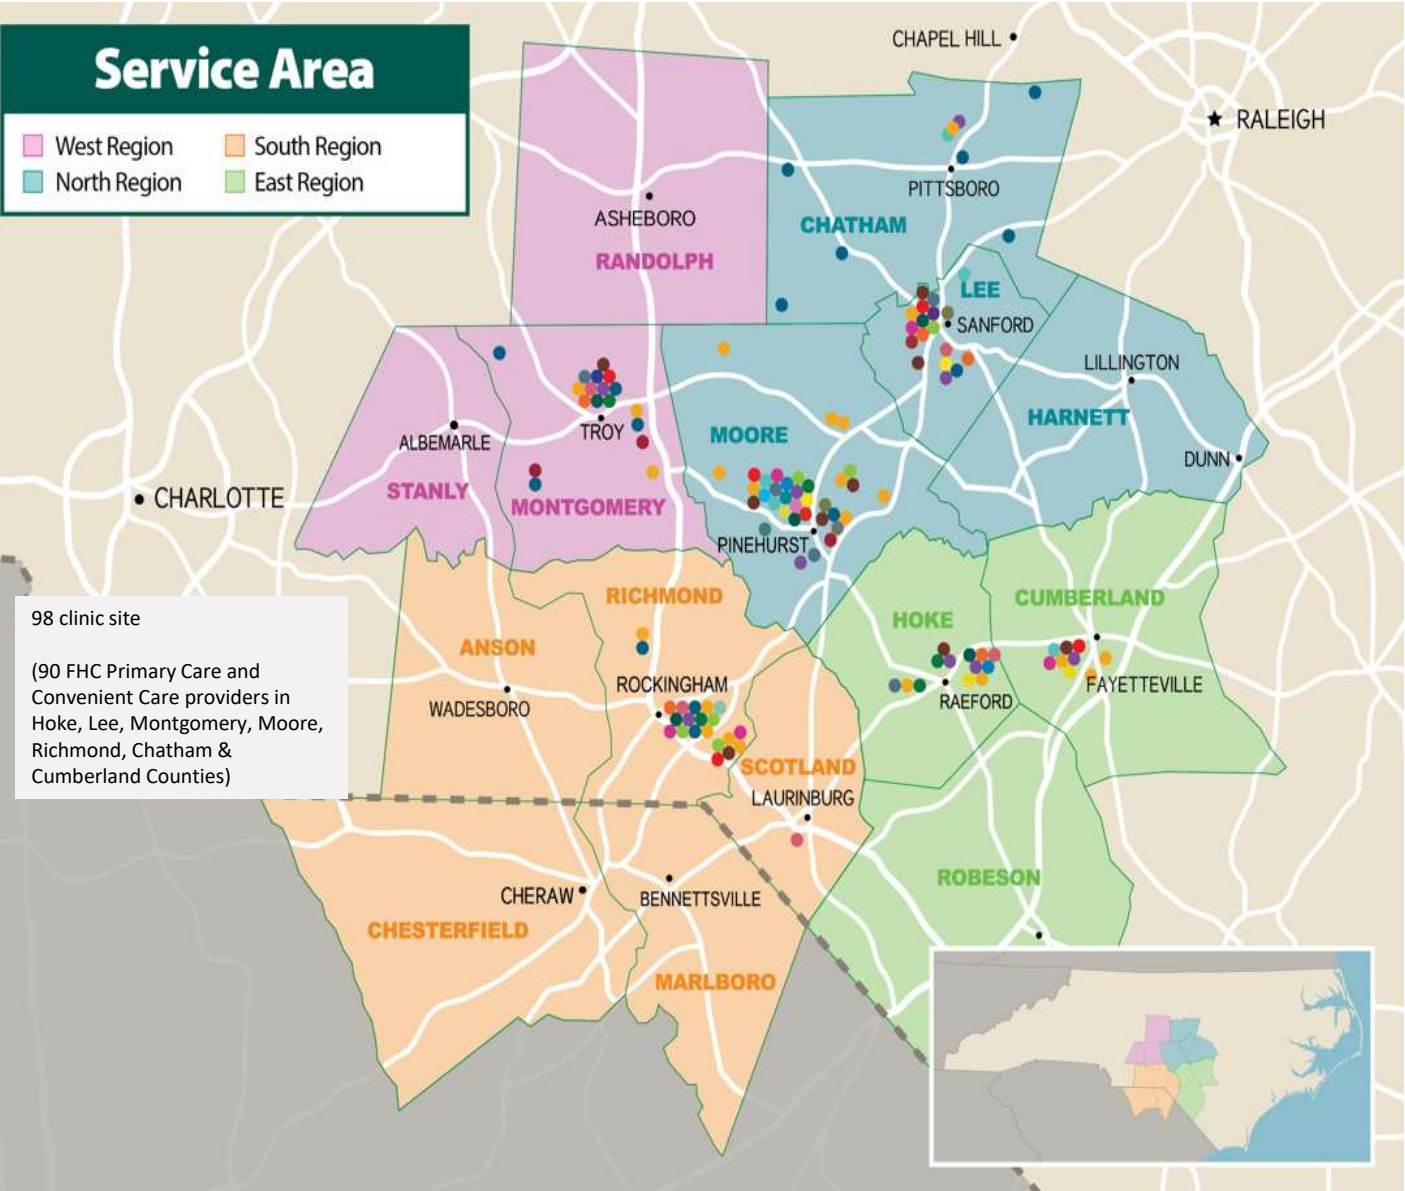 Service Area
West Region
South Region
North Region
East Region
CHAPEL HILL
RALEIGH
PITTSBORO
CHATHAM
ASHEBORO
RANDOLPH
LEE
SANFORD
LILLINGTON
HARNETT
DUNN
ALBEMARLE
TROY
MOORE
STANLY
MONTGOMERY
CHARLOTTE
PINEHURST
RICHMOND
CUMBERLAND
HOKE
ANSON
98 clinic site
(90 FHC Primary Care and
Convenient Care providers in
Hoke, Lee, Montgomery, Moore,
Richmond, Chatham &
Cumberland Counties)
ROCKINGHAM
WADESBORO
RAEFORD
FAYETTEVILLE
SCOTLAND
LAURINBURG
ROBESON
CHERAW
BENNETTSVILLE
CHESTERFIELD
MARLBORO